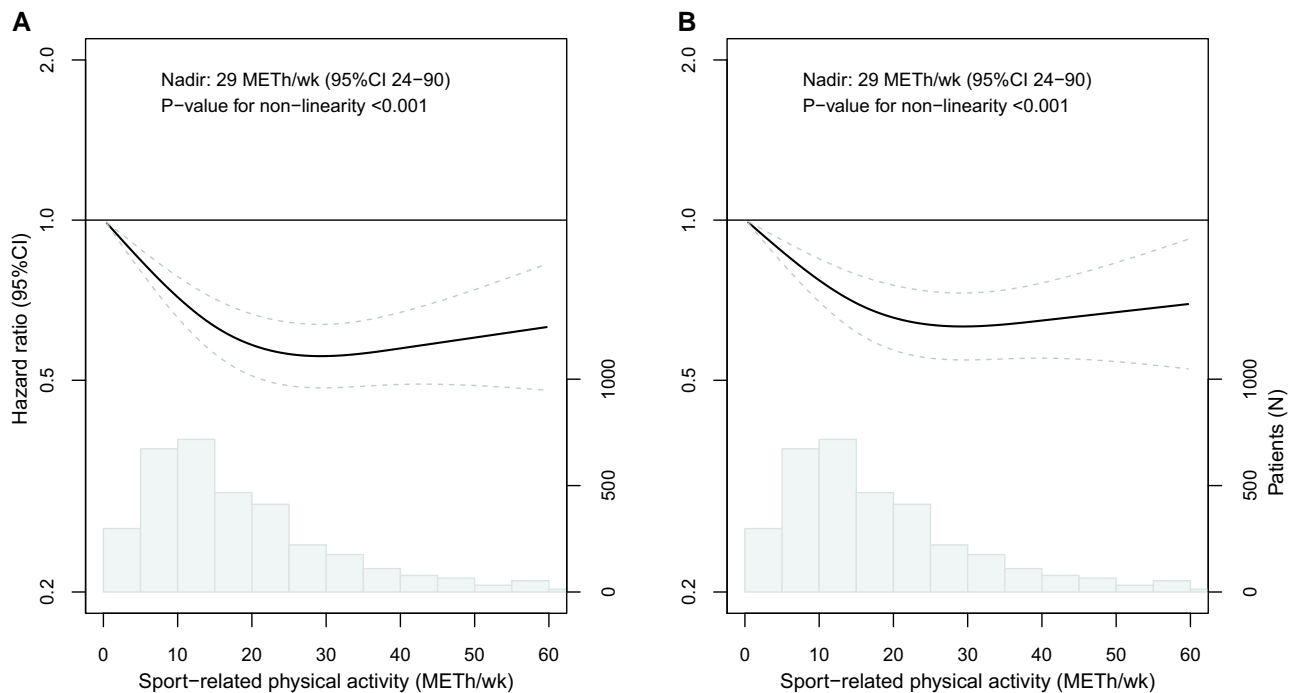 A
Nadir: 29 METh/wk (95%CI 24−90)
P−value for non−linearity <0.001
Hazard ratio (95%CI)
2.0
1.0
0.5
0.2
1000
500
0
0 10 20 30 40 50 60
Sport−related physical activity (METh/wk)
B
Nadir: 29 METh/wk (95%CI 24−90)
P−value for non−linearity <0.001
2.0
1.0
0.5
0.2
1000
500
0
Patients (N)
0 10 20 30 40 50 60
Sport−related physical activity (METh/wk)